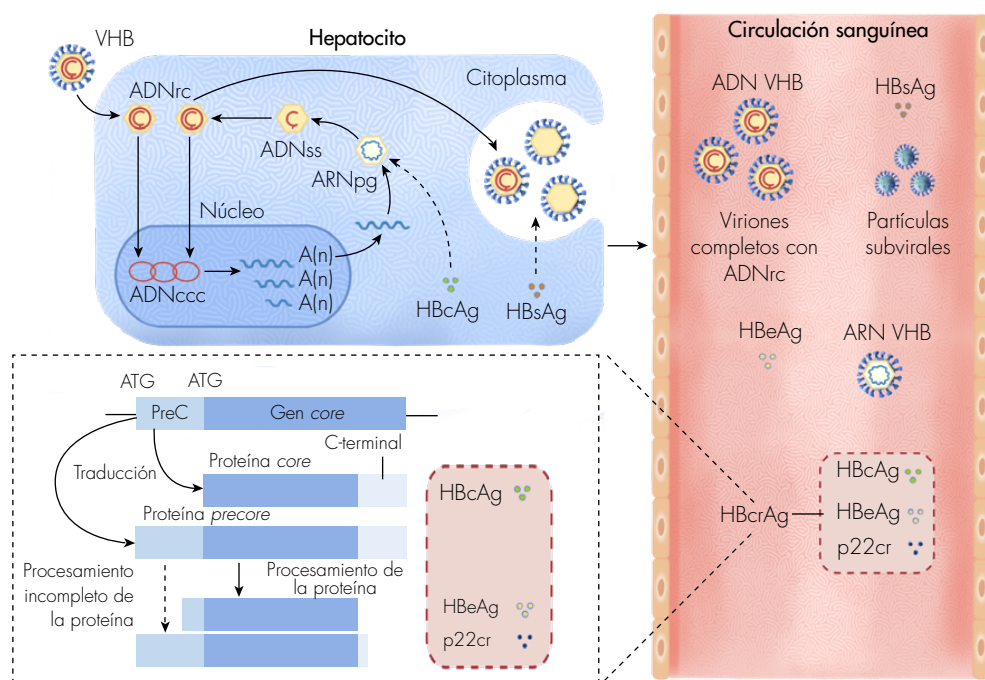 VHB
Hepatocito
Citoplasma
ADNrc
ADNss
ARNpg
Núcleo
A(n)
A(n)
A(n)
ADNccc
HBcAg
HBsAg
Circulación sanguínea
ADN VHB
HBsAg
Viriones
completos con
ADNrc
Partículas
subvirales
HBeAg
ARN VHB
HBcrAg
HBcAg
HBeAg
p22cr
ATG
ATG
PreC
Gen core
C-terminal
Traducción
Proteína core
Proteína precore
Procesamiento
incompleto de
la proteína
Procesamiento de
la proteína
HBcAg
HBeAg
p22cr